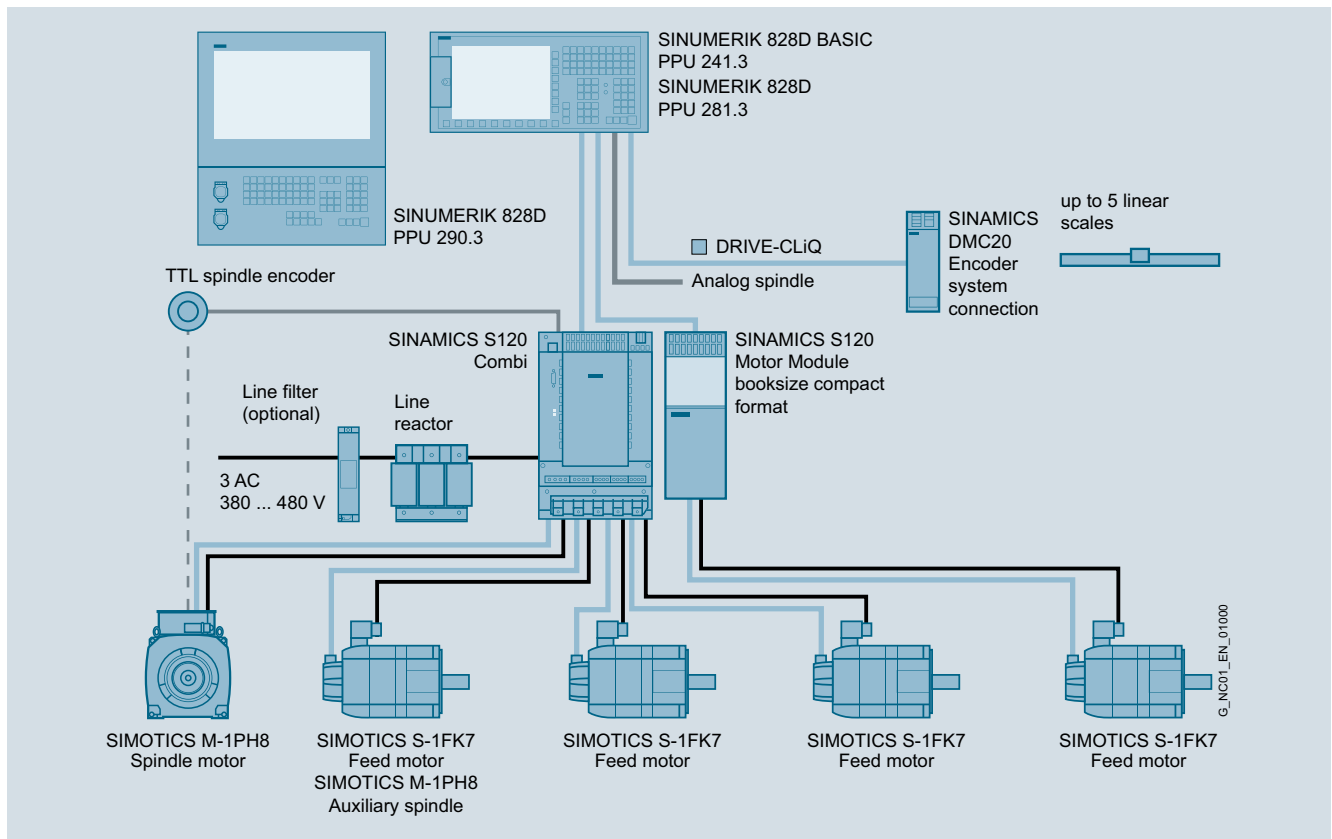 SINUMERIK 828D BASIC
PPU 241.3
SINUMERIK 828D
PPU 281.3
SINUMERIK 828D
PPU 290.3
DRIVE-CLiQ
Analog spindle
SINAMICS
DMC20
Encoder
system
connection
up to 5 linear
scales
TTL spindle encoder
SINAMICS S120
Combi
SINAMICS S120
Motor Module
booksize compact
format
Line filter
(optional)
Line
reactor
3 AC
380 ... 480 V
SIMOTICS M-1PH8
Spindle motor
SIMOTICS S-1FK7
Feed motor
SIMOTICS M-1PH8
Auxiliary spindle
SIMOTICS S-1FK7
Feed motor
SIMOTICS S-1FK7
Feed motor
SIMOTICS S-1FK7
Feed motor
G_NC01_EN_01000